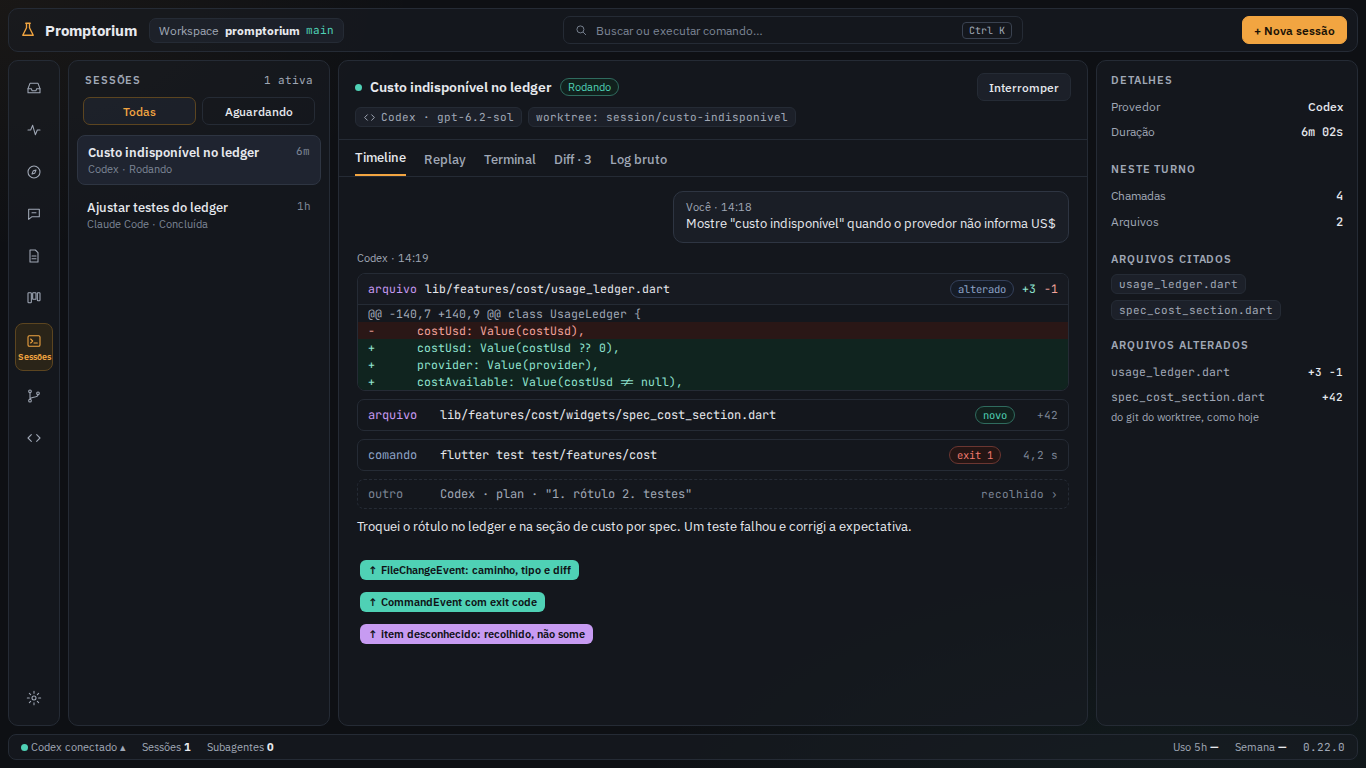 Promptorium
Workspace promptorium main
Buscar ou executar comando...
Ctrl K
+ Nova sessão
Sessões
SESSÕES
1 ativa
Todas
Aguardando
Custo indisponível no ledger
6m
Codex · Rodando
Ajustar testes do ledger
1h
Claude Code · Concluída
Custo indisponível no ledger
Rodando
Interromper
Codex · gpt-6.2-sol
worktree: session/custo-indisponivel
Timeline
Replay
Terminal
Diff · 3
Log bruto
Você · 14:18
Mostre "custo indisponível" quando o provedor não informa US$
Codex · 14:19
arquivo lib/features/cost/usage_ledger.dart
alterado +3 -1
@@ -140,7 +140,9 @@ class UsageLedger {
- costUsd: Value(costUsd),
+ costUsd: Value(costUsd ?? 0),
+ provider: Value(provider),
+ costAvailable: Value(costUsd != null),
arquivo lib/features/cost/widgets/spec_cost_section.dart
novo +42
comando flutter test test/features/cost
exit 1 4,2 s
outro Codex · plan · "1. rótulo 2. testes"
recolhido ›
Troquei o rótulo no ledger e na seção de custo por spec. Um teste falhou e corrigi a expectativa.
↑ FileChangeEvent: caminho, tipo e diff
↑ CommandEvent com exit code
↑ Item desconhecido: recolhido, não some
DETALHES
Provedor Codex
Duração 6m 02s
NESTE TURNO
Chamadas 4
Arquivos 2
ARQUIVOS CITADOS
usage_ledger.dart
spec_cost_section.dart
ARQUIVOS ALTERADOS
usage_ledger.dart +3 -1
spec_cost_section.dart +42
do git do worktree, como hoje
Codex conectado ▴
Sessões 1
Subagentes 0
Uso 5h —
Semana —
0.22.0